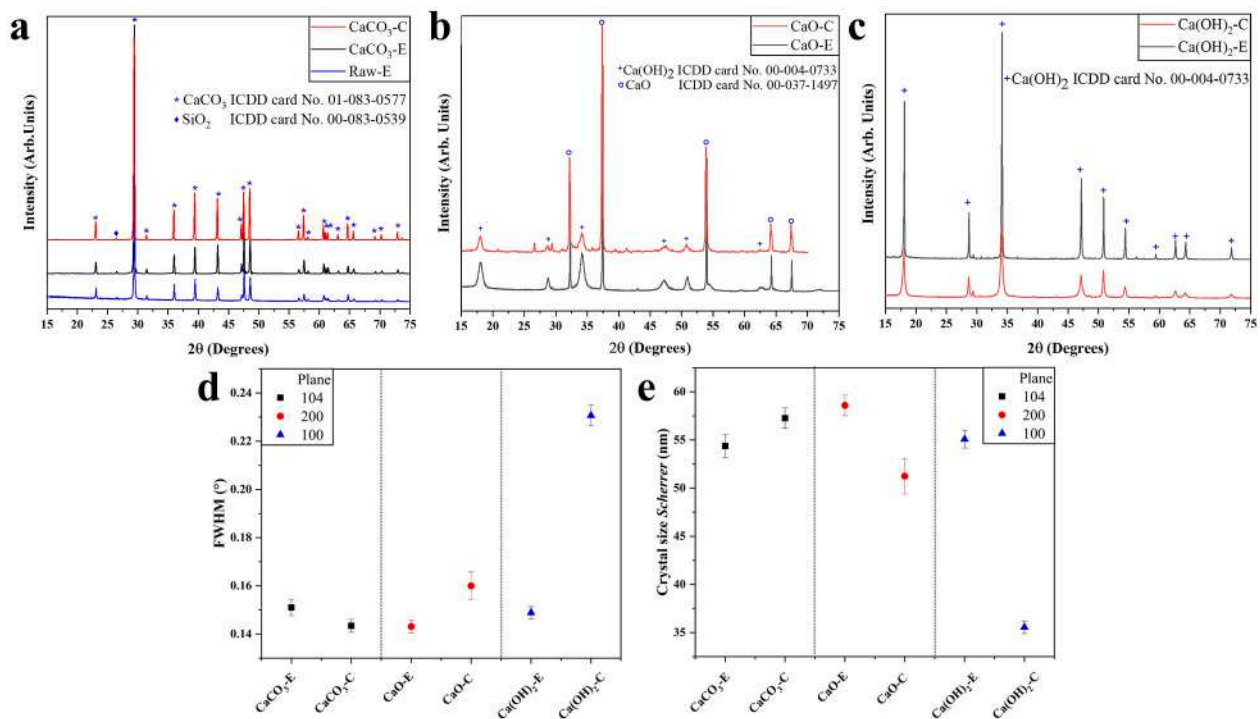 a
CaCO3-C
CaCO3-E
Raw-E
* CaCO3 ICDD card No. 01-083-0577
♦ SiO2 ICDD card No. 00-083-0539
Intensity (Arb.Units)
15 20 25 30 35 40 45 50 55 60 65 70 75
2θ (Degrees)
b
CaO-C
CaO-E
+ Ca(OH)2 ICDD card No. 00-004-0733
o CaO ICDD card No. 00-037-1497
Intensity (Arb. Units)
15 20 25 30 35 40 45 50 55 60 65 70 75
2θ (Degrees)
c
Ca(OH)2-C
Ca(OH)2-E
+Ca(OH)2 ICDD card No. 00-004-0733
Intensity (Arb. Units)
15 20 25 30 35 40 45 50 55 60 65 70 75
2θ (Degrees)
d
Plane
104
200
100
FWHM (°)
0.24
0.22
0.20
0.18
0.16
0.14
CaCO3-E
CaCO3-C
CaO-E
CaO-C
Ca(OH)2-E
Ca(OH)2-C
e
Plane
104
200
100
Crystal size Scherrer (nm)
60
55
50
45
40
35
CaCO3-E
CaCO3-C
CaO-E
CaO-C
Ca(OH)2-E
Ca(OH)2-C